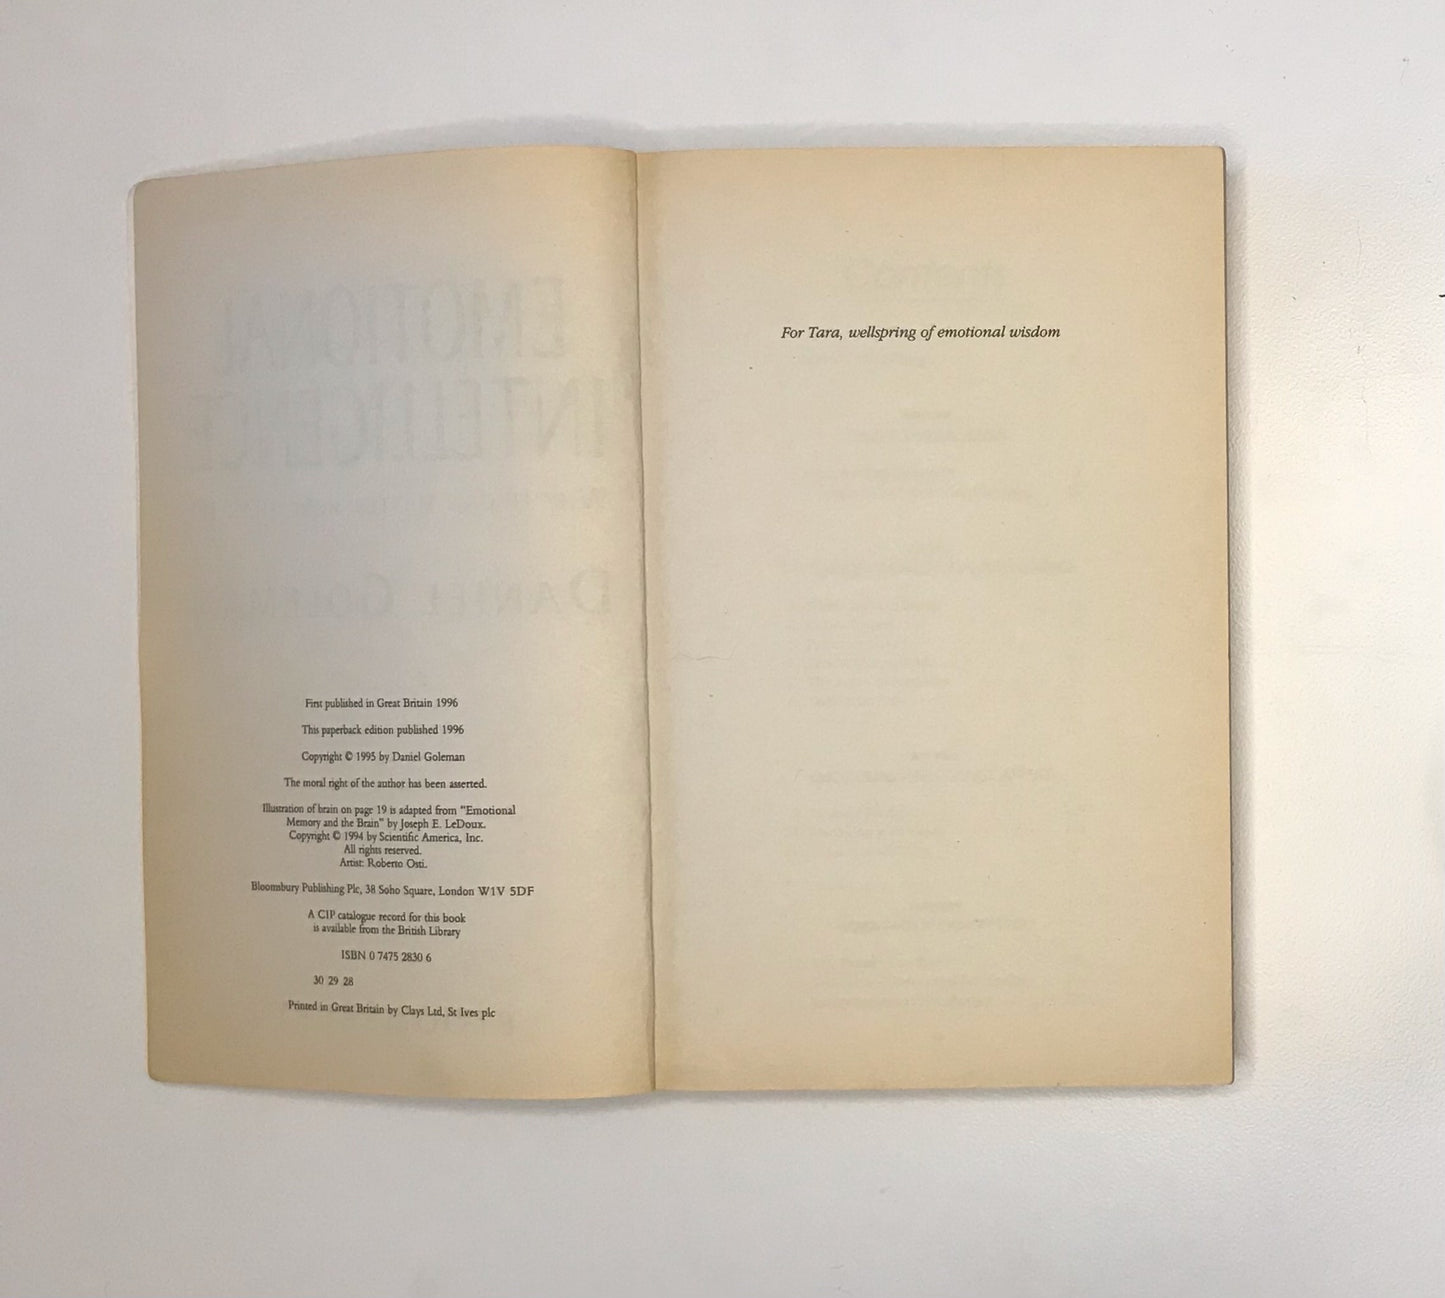 First published in Great Britain 1996
This paperback edition published 1996
Copyright © 1995 by Daniel Goleman
The moral right of the author has been asserted.
Illustration of brain on page 19 is adapted from "Emotional
Memory and the Brain" by Joseph E. LeDoux.
Copyright © 1994 by Scientific America, Inc.
All rights reserved.
Artist: Roberto Osti.
Bloomsbury Publishing Plc, 38 Soho Square, London W1V 5DF
A CIP catalogue record for this book
is available from the British Library
ISBN 0 7475 2830 6
30 29 28
Printed in Great Britain by Clays Ltd, St Ives plc
For Tara, wellspring of emotional wisdom